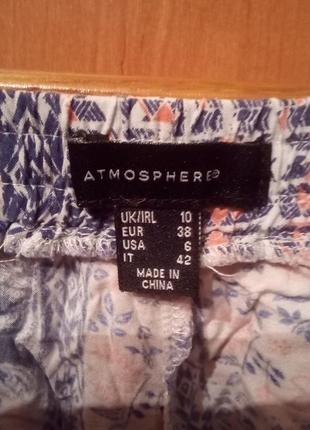 ATMOSPHERE®
UK/IRL 10
EUR 38
USA 6
IT 42
MADE IN
CHINA